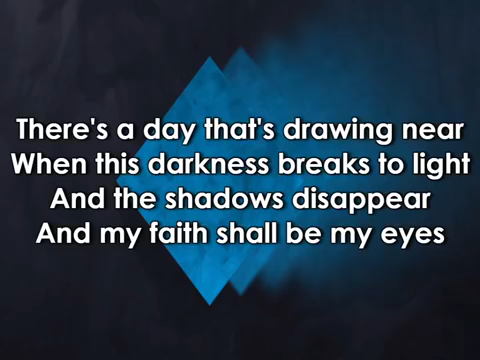 There's a day that's drawing near
When this darkness breaks to light
And the shadows disappear
And my faith shall be my eyes